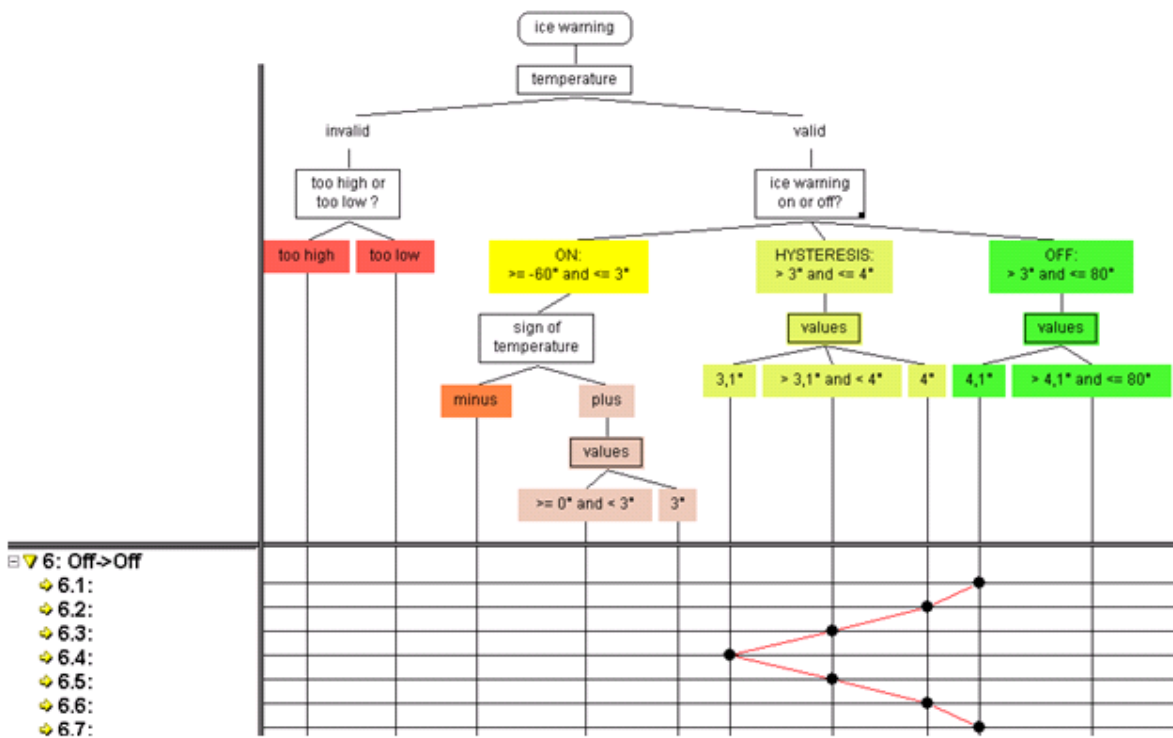 ice warning
temperature
invalid
valid
too high or
too low ?
ice warning
on or off?
too high
too low
ON:
>= -60° and <= 3°
HYSTERESIS:
> 3° and <= 4°
OFF:
> 3° and <= 80°
sign of
temperature
values
values
3,1°
> 3,1° and < 4°
4°
4,1°
> 4,1° and <= 80°
minus
plus
values
>= 0° and < 3°
3°
6: Off->Off
6.1:
6.2:
6.3:
6.4:
6.5:
6.6:
6.7: